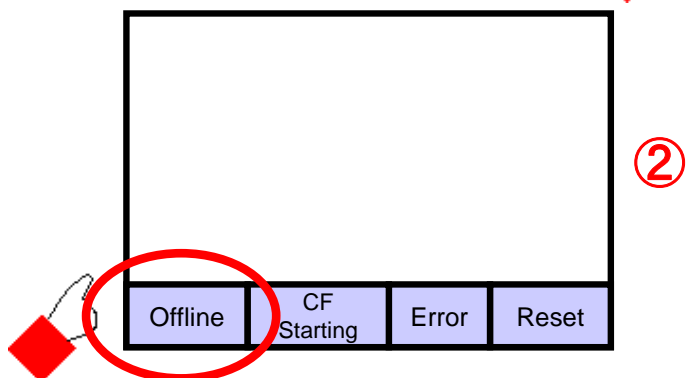 ②
Offline
CF
Starting
Error
Reset